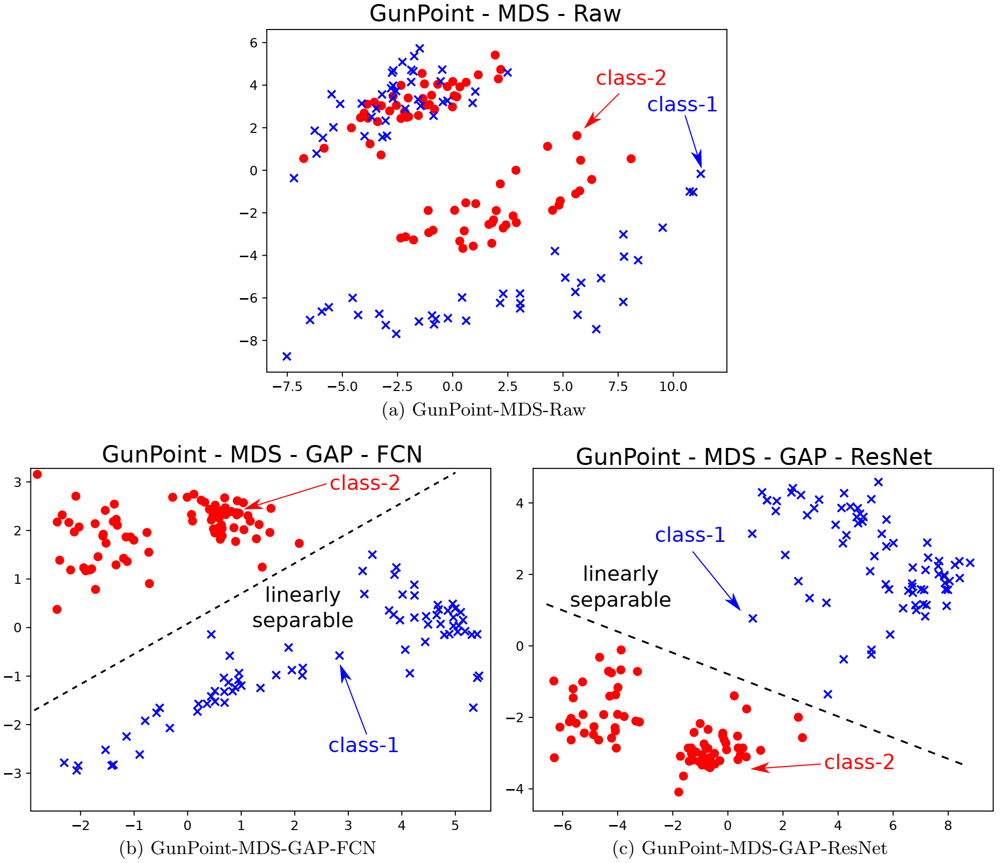 GunPoint - MDS - Raw
6
4
2
0
−2
−4
−6
−8
class-2
class-1
−7.5 −5.0 −2.5 0.0 2.5 5.0 7.5 10.0
(a) GunPoint-MDS-Raw
GunPoint - MDS - GAP - FCN
3
2
1
0
−1
−2
−3
class-2
linearly
separable
class-1
−2 −1 0 1 2 3 4 5
(b) GunPoint-MDS-GAP-FCN
GunPoint - MDS - GAP - ResNet
4
2
0
−2
−4
class-1
linearly
separable
class-2
−6 −4 −2 0 2 4 6 8
(c) GunPoint-MDS-GAP-ResNet